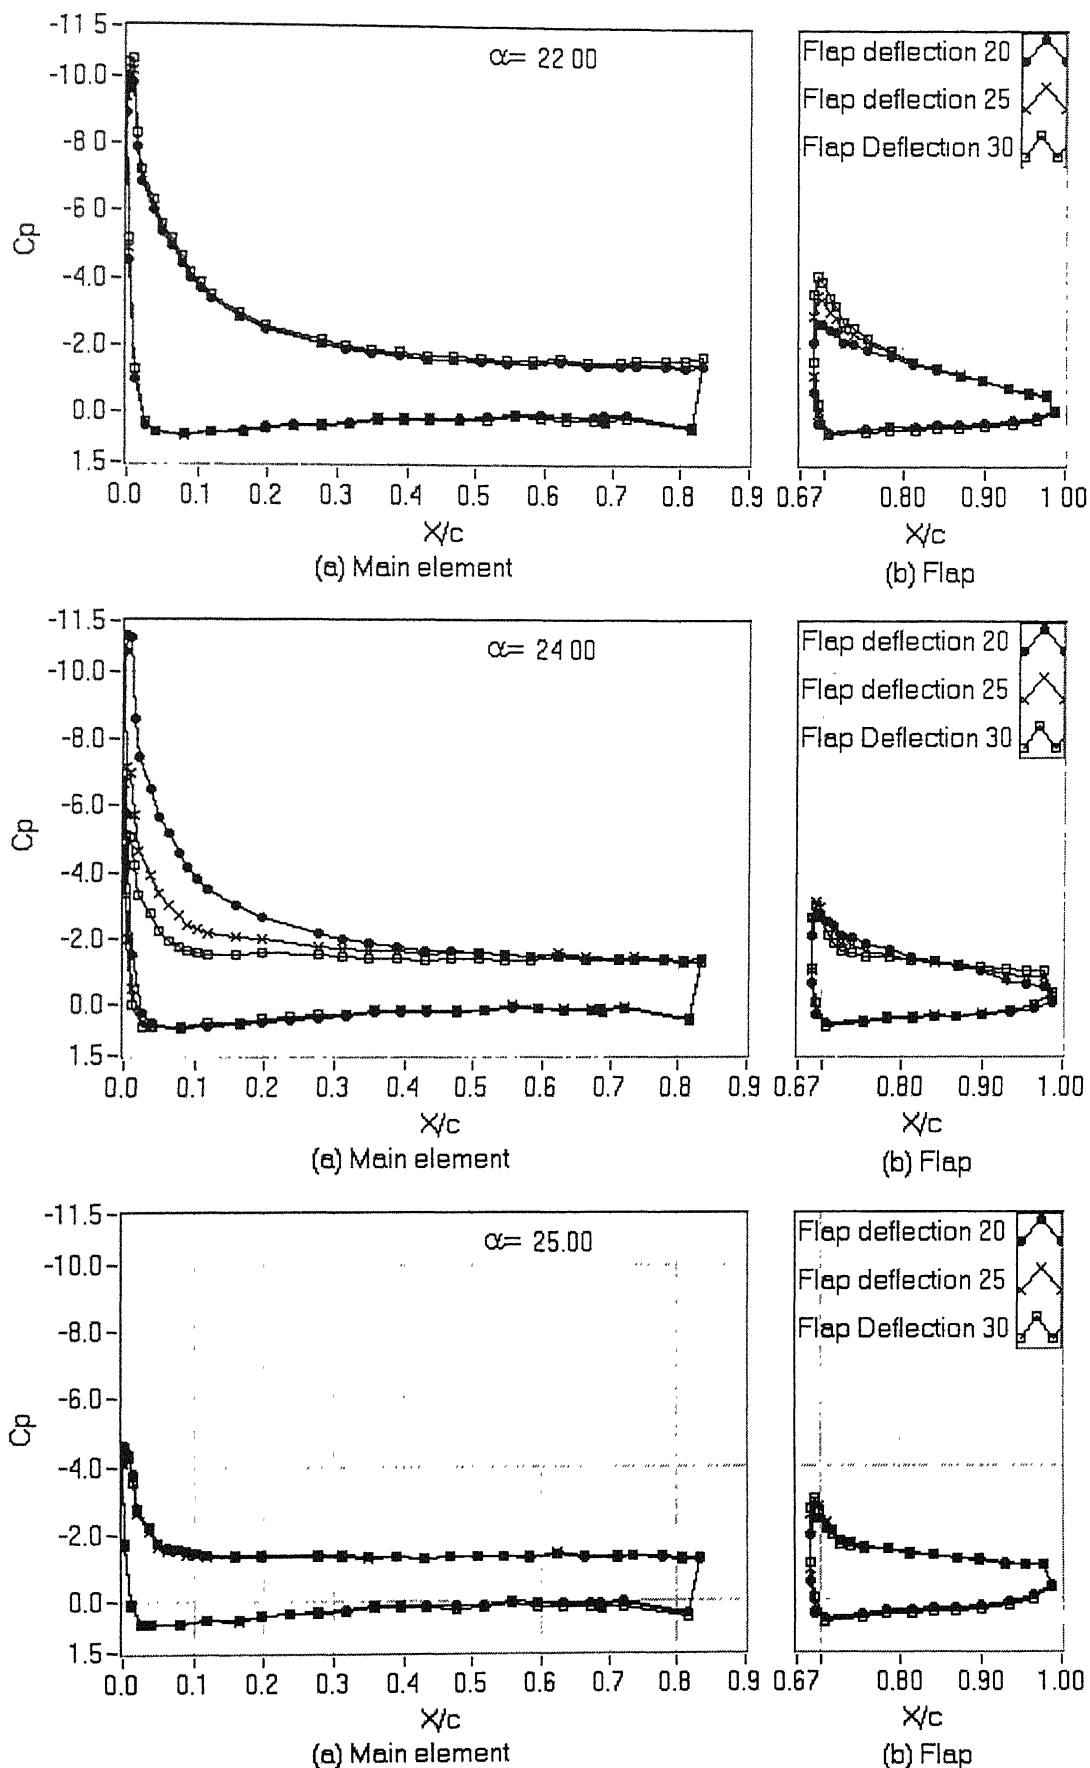 -11.5
-10.0
-8.0
-6.0
-4.0
-2.0
0.0
1.5
Cp
α= 22 00
0.0 0.1 0.2 0.3 0.4 0.5 0.6 0.7 0.8 0.9
X/c
(a) Main element
Flap deflection 20
Flap deflection 25
Flap Deflection 30
0.67 0.80 0.90 1.00
X/c
(b) Flap
-11.5
-10.0
-8.0
-6.0
-4.0
-2.0
0.0
1.5
Cp
α= 24 00
0.0 0.1 0.2 0.3 0.4 0.5 0.6 0.7 0.8 0.9
X/c
(a) Main element
Flap deflection 20
Flap deflection 25
Flap Deflection 30
0.67 0.80 0.90 1.00
X/c
(b) Flap
-11.5
-10.0
-8.0
-6.0
-4.0
-2.0
0.0
1.5
Cp
α= 25.00
0.0 0.1 0.2 0.3 0.4 0.5 0.6 0.7 0.8 0.9
X/c
(a) Main element
Flap deflection 20
Flap deflection 25
Flap Deflection 30
0.67 0.80 0.90 1.00
X/c
(b) Flap